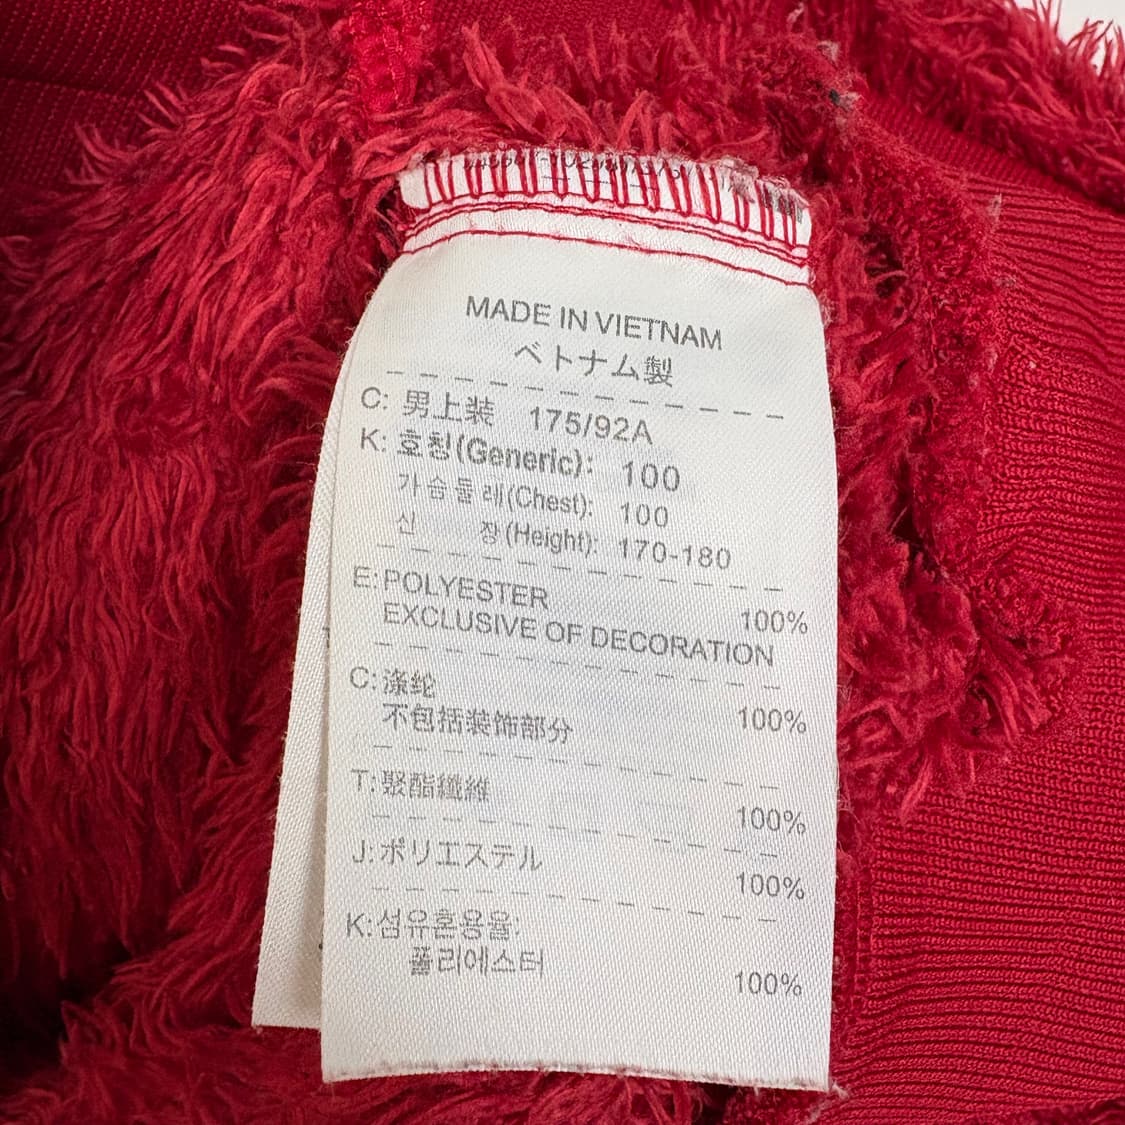 MADE IN VIETNAM
ベトナム製
C: 男上装 175/92A
K: 호칭(Generic): 100
가슴둘레(Chest): 100
신 장(Height): 170-180
E: POLYESTER 100%
EXCLUSIVE OF DECORATION
C: 涤纶 100%
不包括装饰部分
T: 聚酯纖維 100%
J: ポリエステル 100%
K: 섬유혼용율:
폴리에스터 100%